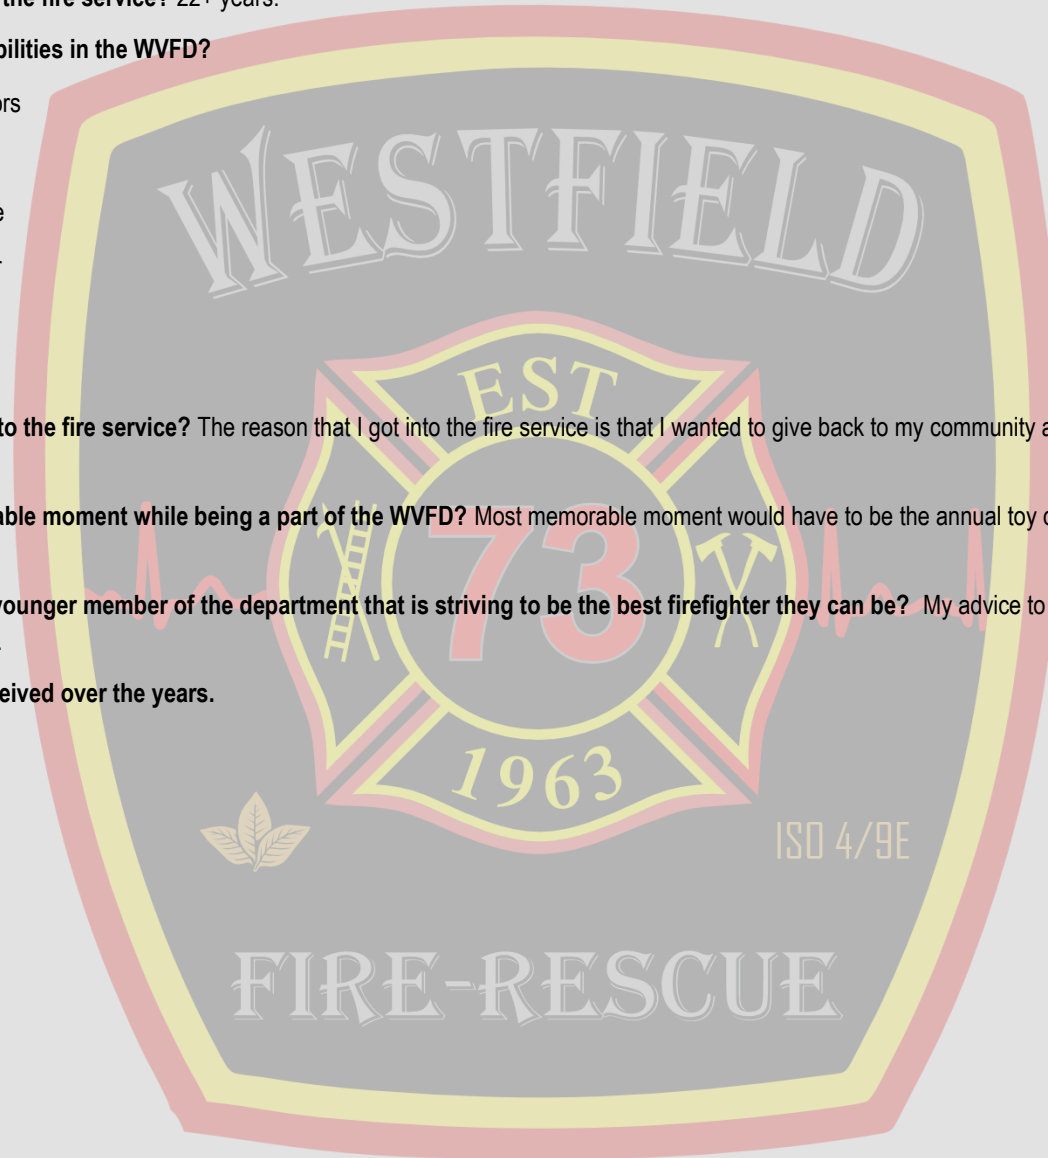 the fire service? 22+ years.
bilities in the WVFD?
ors
WESTFIELD
e
EST
to the fire service? The reason that I got into the fire service is that I wanted to give back to my community a
able moment while being a part of the WVFD? Most memorable moment would have to be the annual toy
73
younger member of the department that is striving to be the best firefighter they can be? My advice to
eived over the years.
1963
ISO 4/9E
FIRE-RESCUE